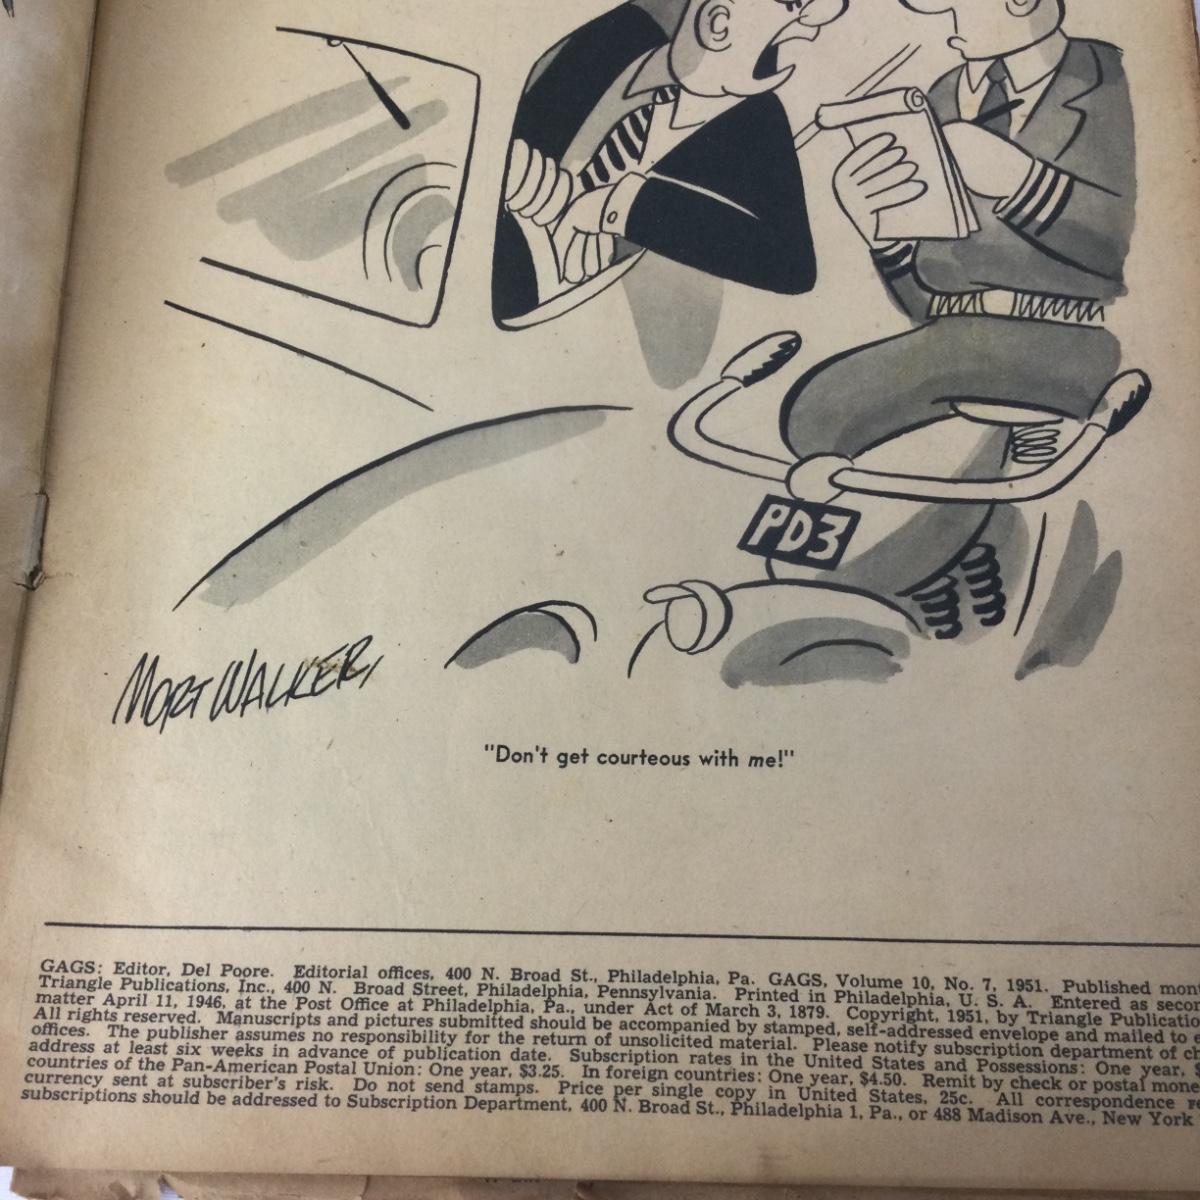 PD3
MORT WALKER
"Don't get courteous with me!"
GAGS: Editor, Del Poore. Editorial offices, 400 N. Broad St., Philadelphia, Pa. GAGS, Volume 10, No. 7, 1951. Published
Triangle Publications, Inc., 400 N. Broad Street, Philadelphia, Pennsylvania. Printed in Philadelphia, U. S. A. Entered as
matter April 11, 1946, at the Post Office at Philadelphia, Pa., under Act of March 3, 1879. Copyright, 1951, by Triangle
All rights reserved. Manuscripts and pictures submitted should be accompanied by stamped, self-addressed envelope and mailed to
offices. The publisher assumes no responsibility for the return of unsolicited material. Please notify subscription department of
address at least six weeks in advance of publication date. Subscription rates in the United States and Possessions: One year,
countries of the Pan-American Postal Union: One year, $3.25. In foreign countries: One year, $4.50. Remit by check or postal
currency sent at subscriber's risk. Do not send stamps. Price per single copy in United States, 25c. All correspondence
subscriptions should be addressed to Subscription Department, 400 N. Broad St., Philadelphia 1, Pa., or 488 Madison Ave., New York